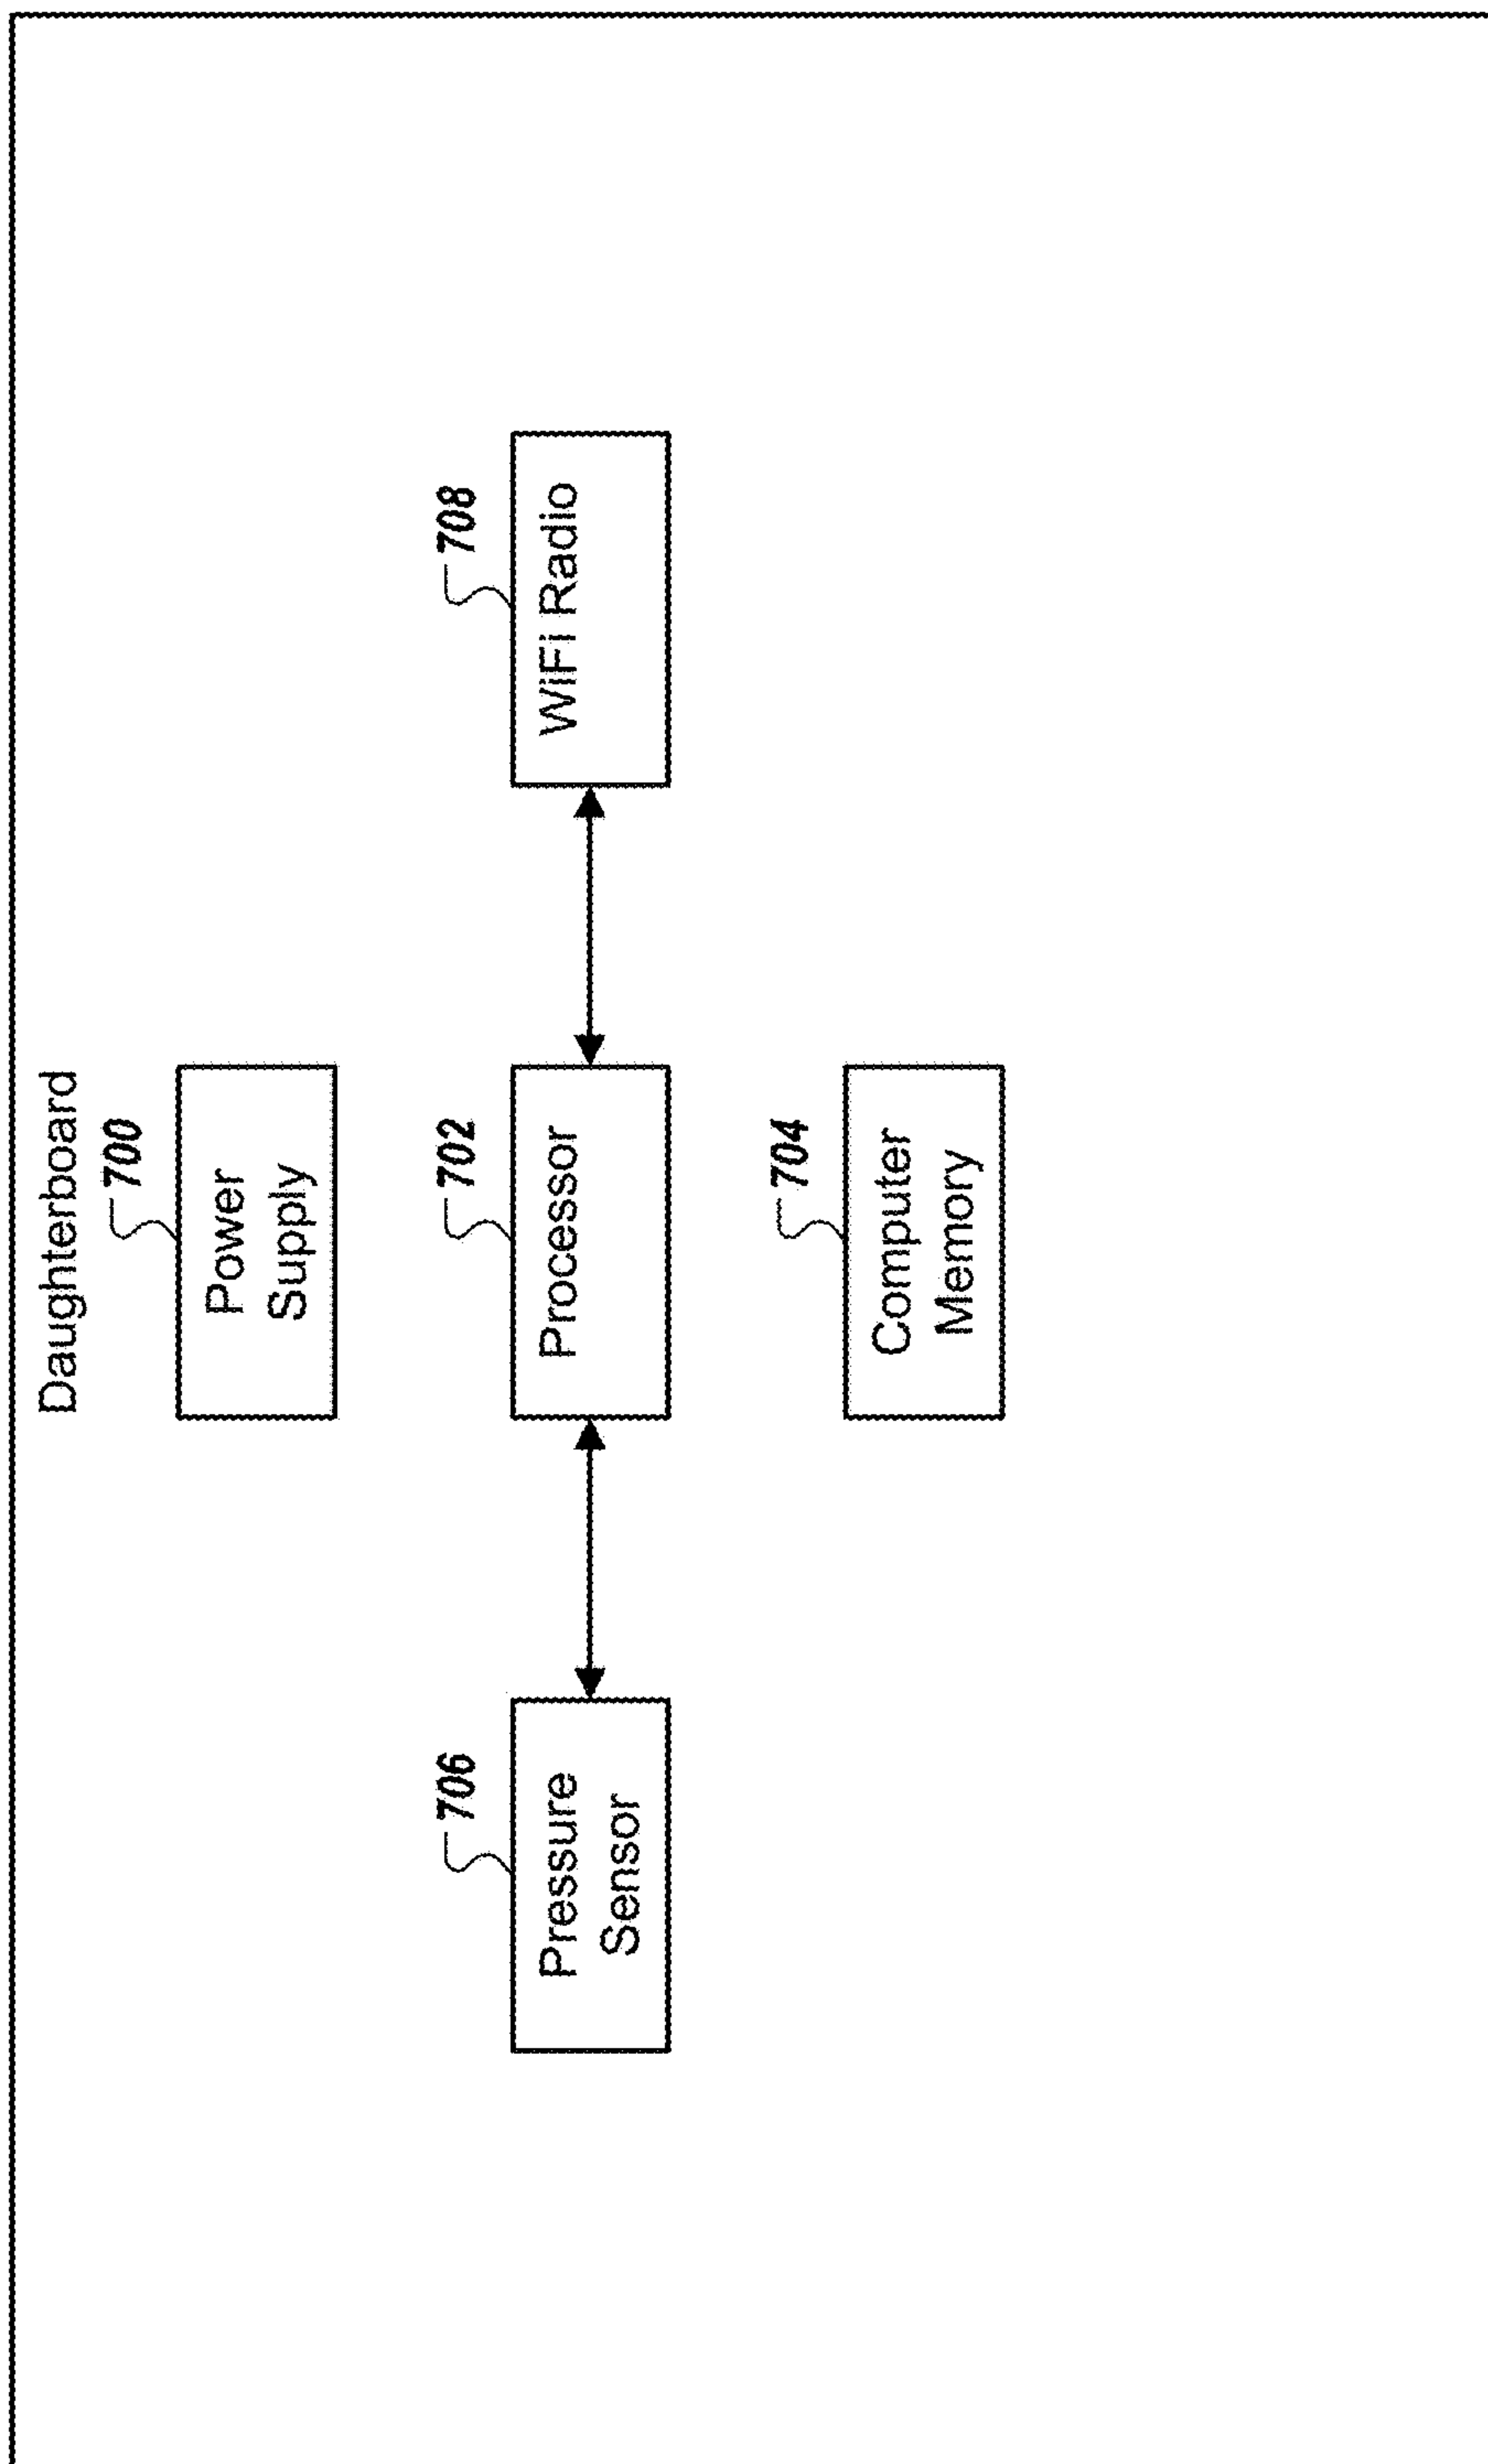 Daughterboard
700
Power
Supply
706
Pressure
Sensor
702
Processor
708
WiFi Radio
704
Computer
Memory